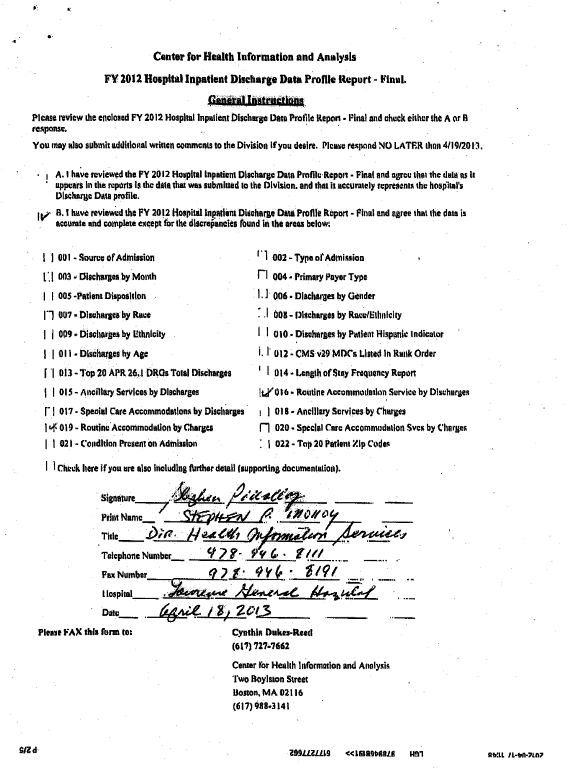 Center for Health Information and Analysis
FY 2012 Hospital Inpatient Discharge Data Profile Report - Final.
General Instructions
Please review the enclosed FY 2012 Hospital Inpatient Discharge Data Profile Report - Final and check either the A or B
response.
You may also submit additional written comments to the Division if you desire. Please respond NO LATER than 4/19/2013.
A. I have reviewed the FY 2012 Hospital Inpatient Discharge Data Profile Report - Final and agree that the data as it
appears in the reports is the data that was submitted to the Division, and that it accurately represents the hospital's
Discharge Data profile.
B. I have reviewed the FY 2012 Hospital Inpatient Discharge Data Profile Report - Final and agree that the data is
accurate and complete except for the discrepancies found in the areas below:
001 - Source of Admission 002 - Type of Admission
003 - Discharges by Month 004 - Primary Payer Type
005 -Patient Disposition 006 - Discharges by Gender
007 - Discharges by Race 008 - Discharges by Race/Ethnicity
009 - Discharges by Ethnicity 010 - Discharges by Patient Hispanic Indicator
011 - Discharges by Age 012 - CMS v29 MDC's Listed in Rank Order
013 - Top 20 APR 26.1 DRGs Total Discharges 014 - Length of Stay Frequency Report
015 - Ancillary Services by Discharges 016 - Routine Accommodation Service by Discharges
017 - Special Care Accommodations by Discharges 018 - Ancillary Services by Charges
019 - Routine Accommodation by Charges 020 - Special Care Accommodation Svcs by Charges
021 - Condition Present on Admission 022 - Top 20 Patient Zip Codes
Check here if you are also including further detail (supporting documentation).
Signature Stephen
Print Name STEPHEN P.
Title Dir. Health Information Services
Telephone Number 978-946-8111
Fax Number 978-946-8191
Hospital Lawrence General Hospital
Date April 18, 2013
Please FAX this form to: Cynthia Dukes-Reed
(617) 727-7662
Center for Health Information and Analysis
Two Boylston Street
Boston, MA 02116
(617) 988-3141
P 2/5 6177277662 << 9789468191 LGH